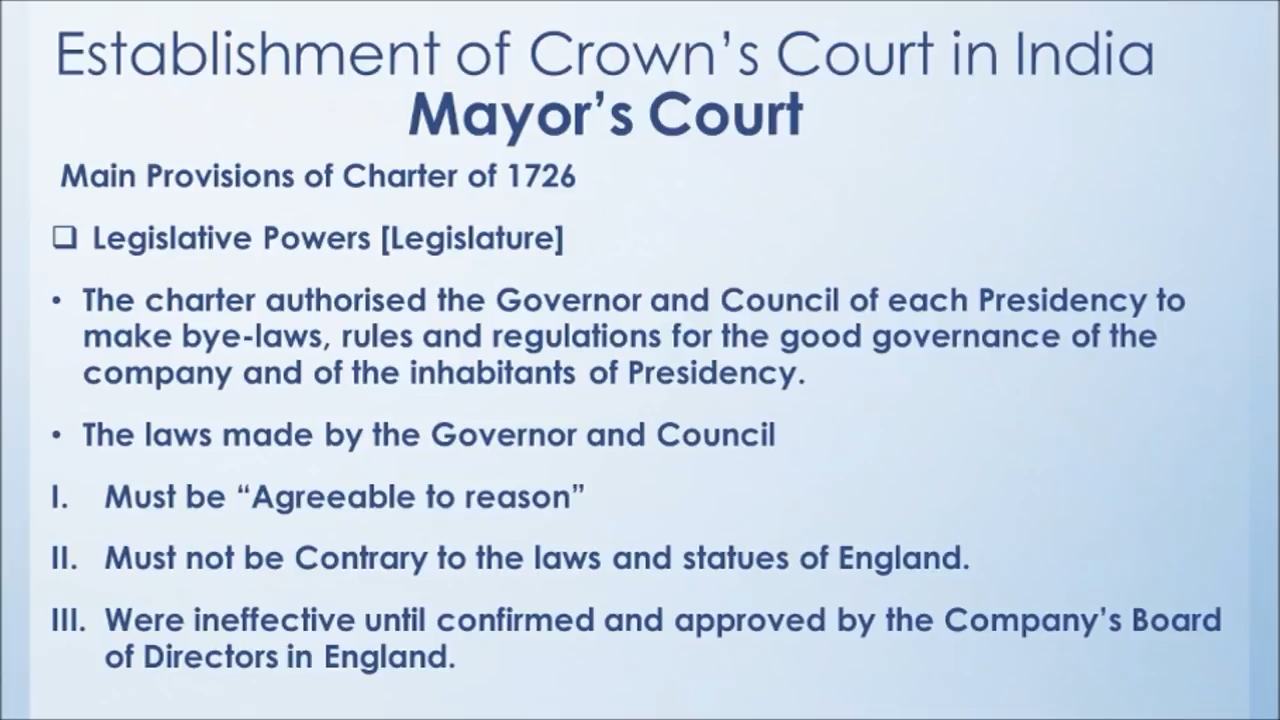 Establishment of Crown’s Court in India
Mayor’s Court
Main Provisions of Charter of 1726
❑ Legislative Powers [Legislature]
• The charter authorised the Governor and Council of each Presidency to
make bye-laws, rules and regulations for the good governance of the
company and of the inhabitants of Presidency.
• The laws made by the Governor and Council
I. Must be “Agreeable to reason”
II. Must not be Contrary to the laws and statues of England.
III. Were ineffective until confirmed and approved by the Company’s Board
of Directors in England.